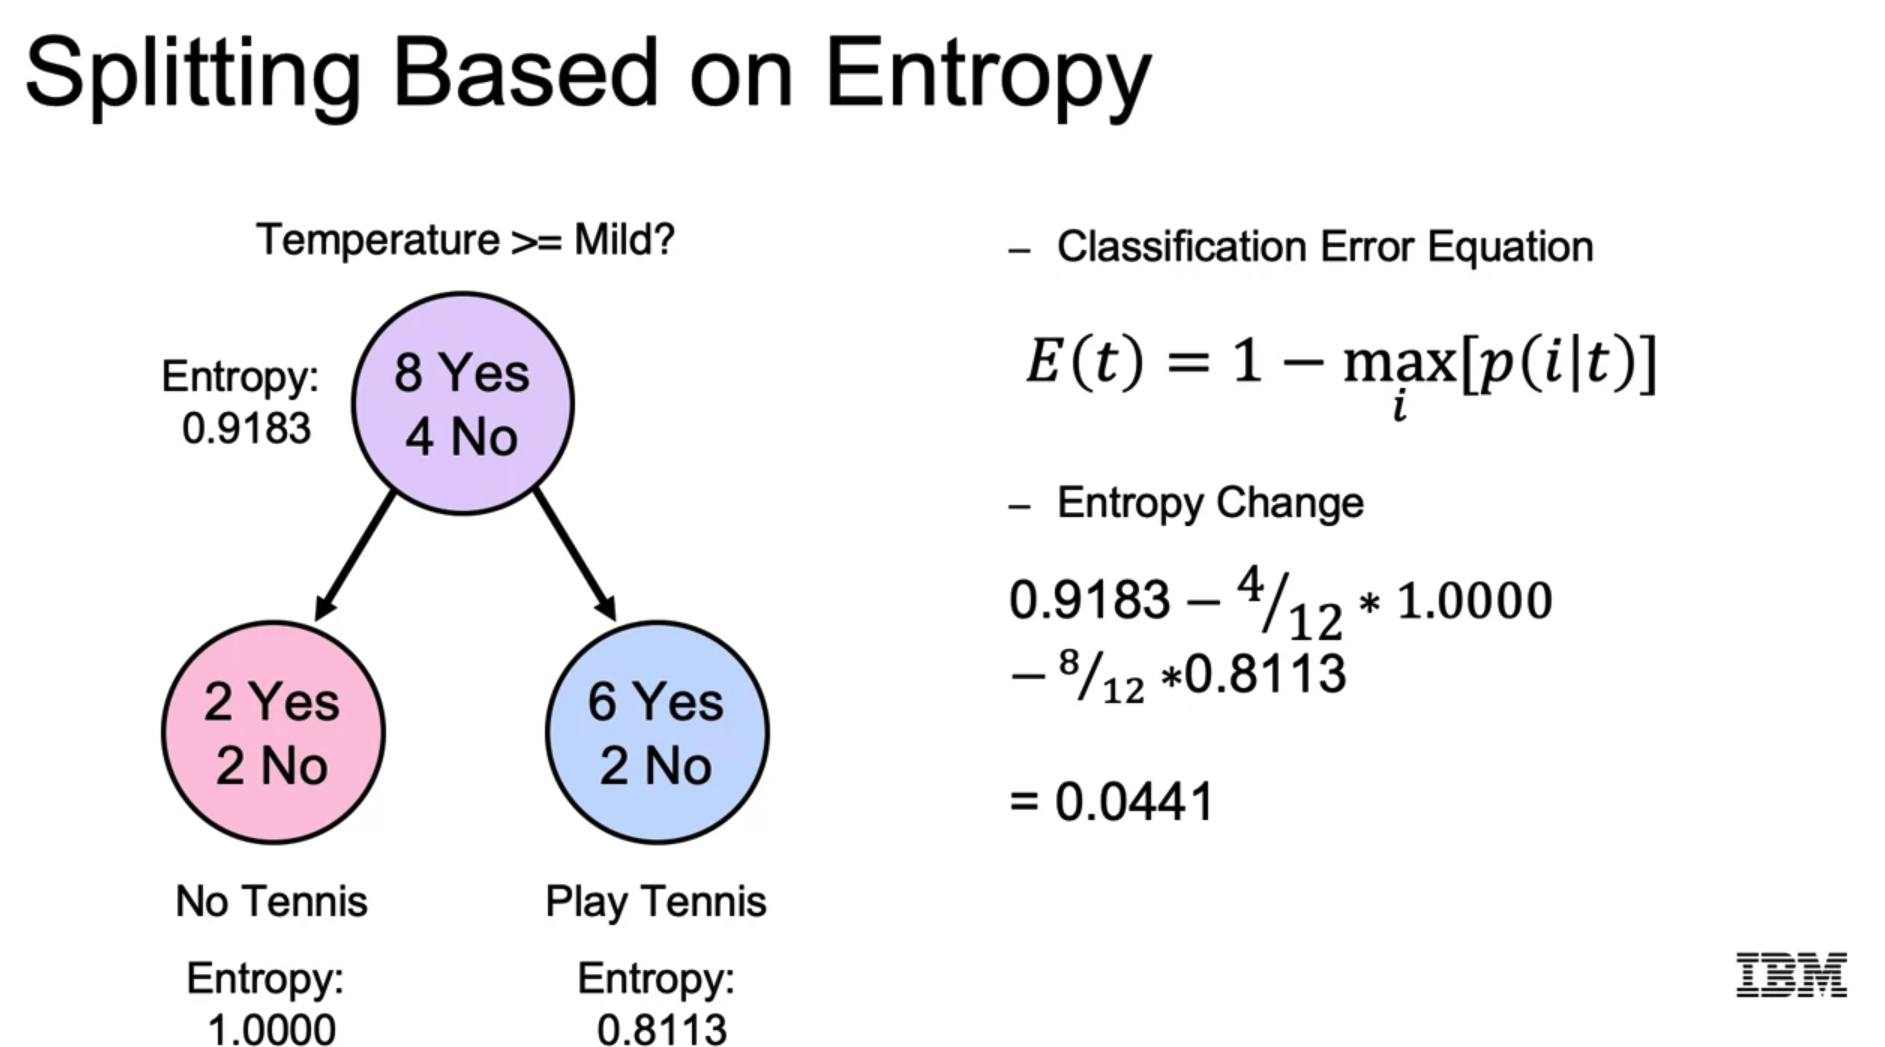 Splitting Based on Entropy
Temperature >= Mild?
Entropy:
0.9183
8 Yes
4 No
2 Yes
2 No
6 Yes
2 No
No Tennis
Play Tennis
Entropy:
1.0000
Entropy:
0.8113
– Classification Error Equation
E(t) = 1 − max[p(i|t)]
i
– Entropy Change
0.9183 – 4/12 * 1.0000
– 8/12 *0.8113
= 0.0441
IBM